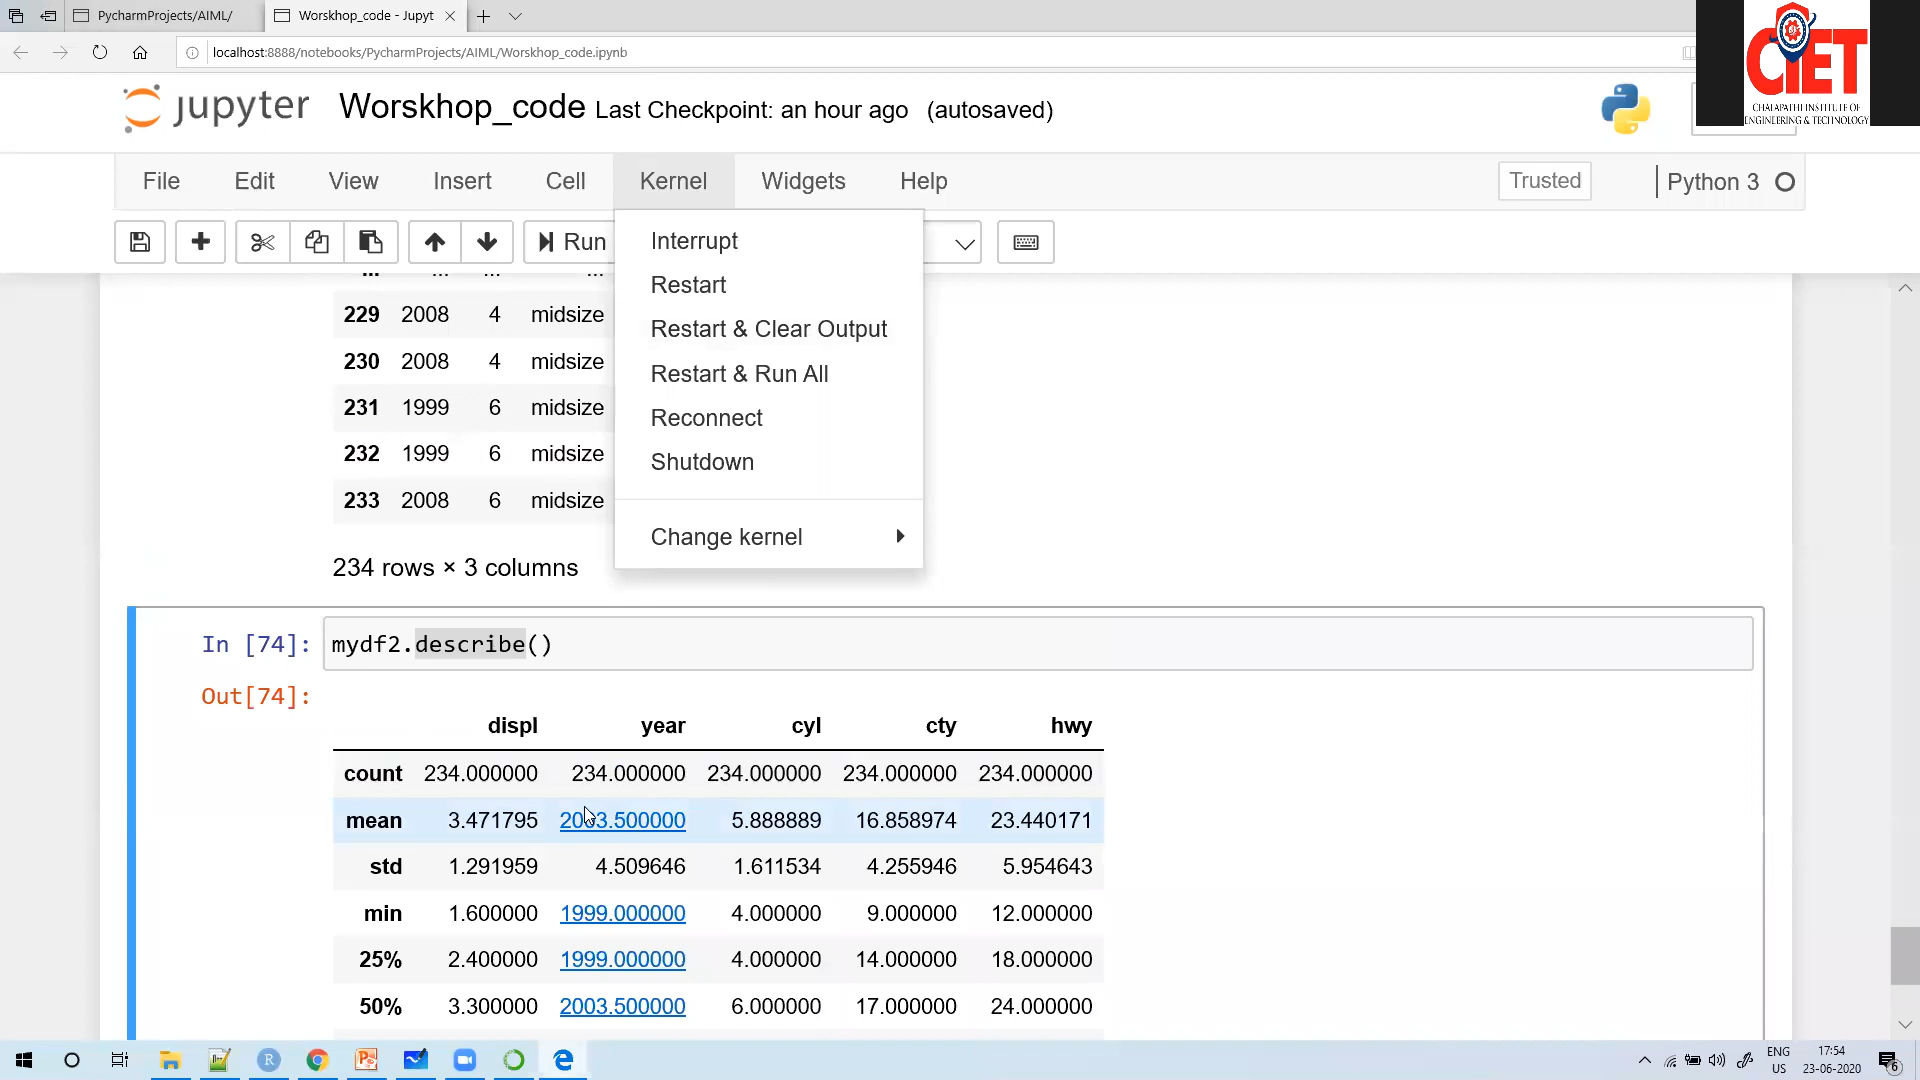 PycharmProjects/AIML/
Worskhop_code - Jupyt
localhost:8888/notebooks/PycharmProjects/AIML/Worskhop_code.ipynb
CIET
CHALAPATHI INSTITUTE OF
ENGINEERING & TECHNOLOGY
jupyter Worskhop_code Last Checkpoint: an hour ago (autosaved)
File Edit View Insert Cell Kernel Widgets Help Trusted Python 3
Run
Interrupt
Restart
Restart & Clear Output
Restart & Run All
Reconnect
Shutdown
Change kernel
... ... ... ...
229 2008 4 midsize
230 2008 4 midsize
231 1999 6 midsize
232 1999 6 midsize
233 2008 6 midsize
234 rows × 3 columns
In [74]: mydf2.describe()
Out[74]:
displ year cyl cty hwy
count 234.000000 234.000000 234.000000 234.000000 234.000000
mean 3.471795 2003.500000 5.888889 16.858974 23.440171
std 1.291959 4.509646 1.611534 4.255946 5.954643
min 1.600000 1999.000000 4.000000 9.000000 12.000000
25% 2.400000 1999.000000 4.000000 14.000000 18.000000
50% 3.300000 2003.500000 6.000000 17.000000 24.000000
ENG
US
17:54
23-06-2020
6